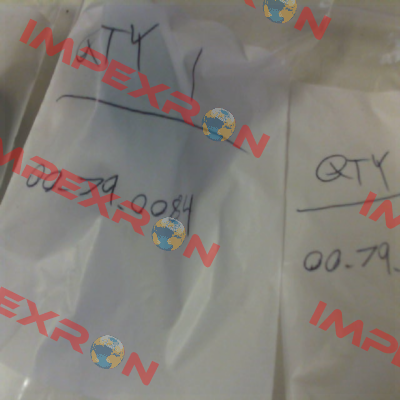 QTY 1
00-79-0084
QTY
00-79-
IMPEXRON
IMPEXRON
IMPEXRON
IMPEXRON